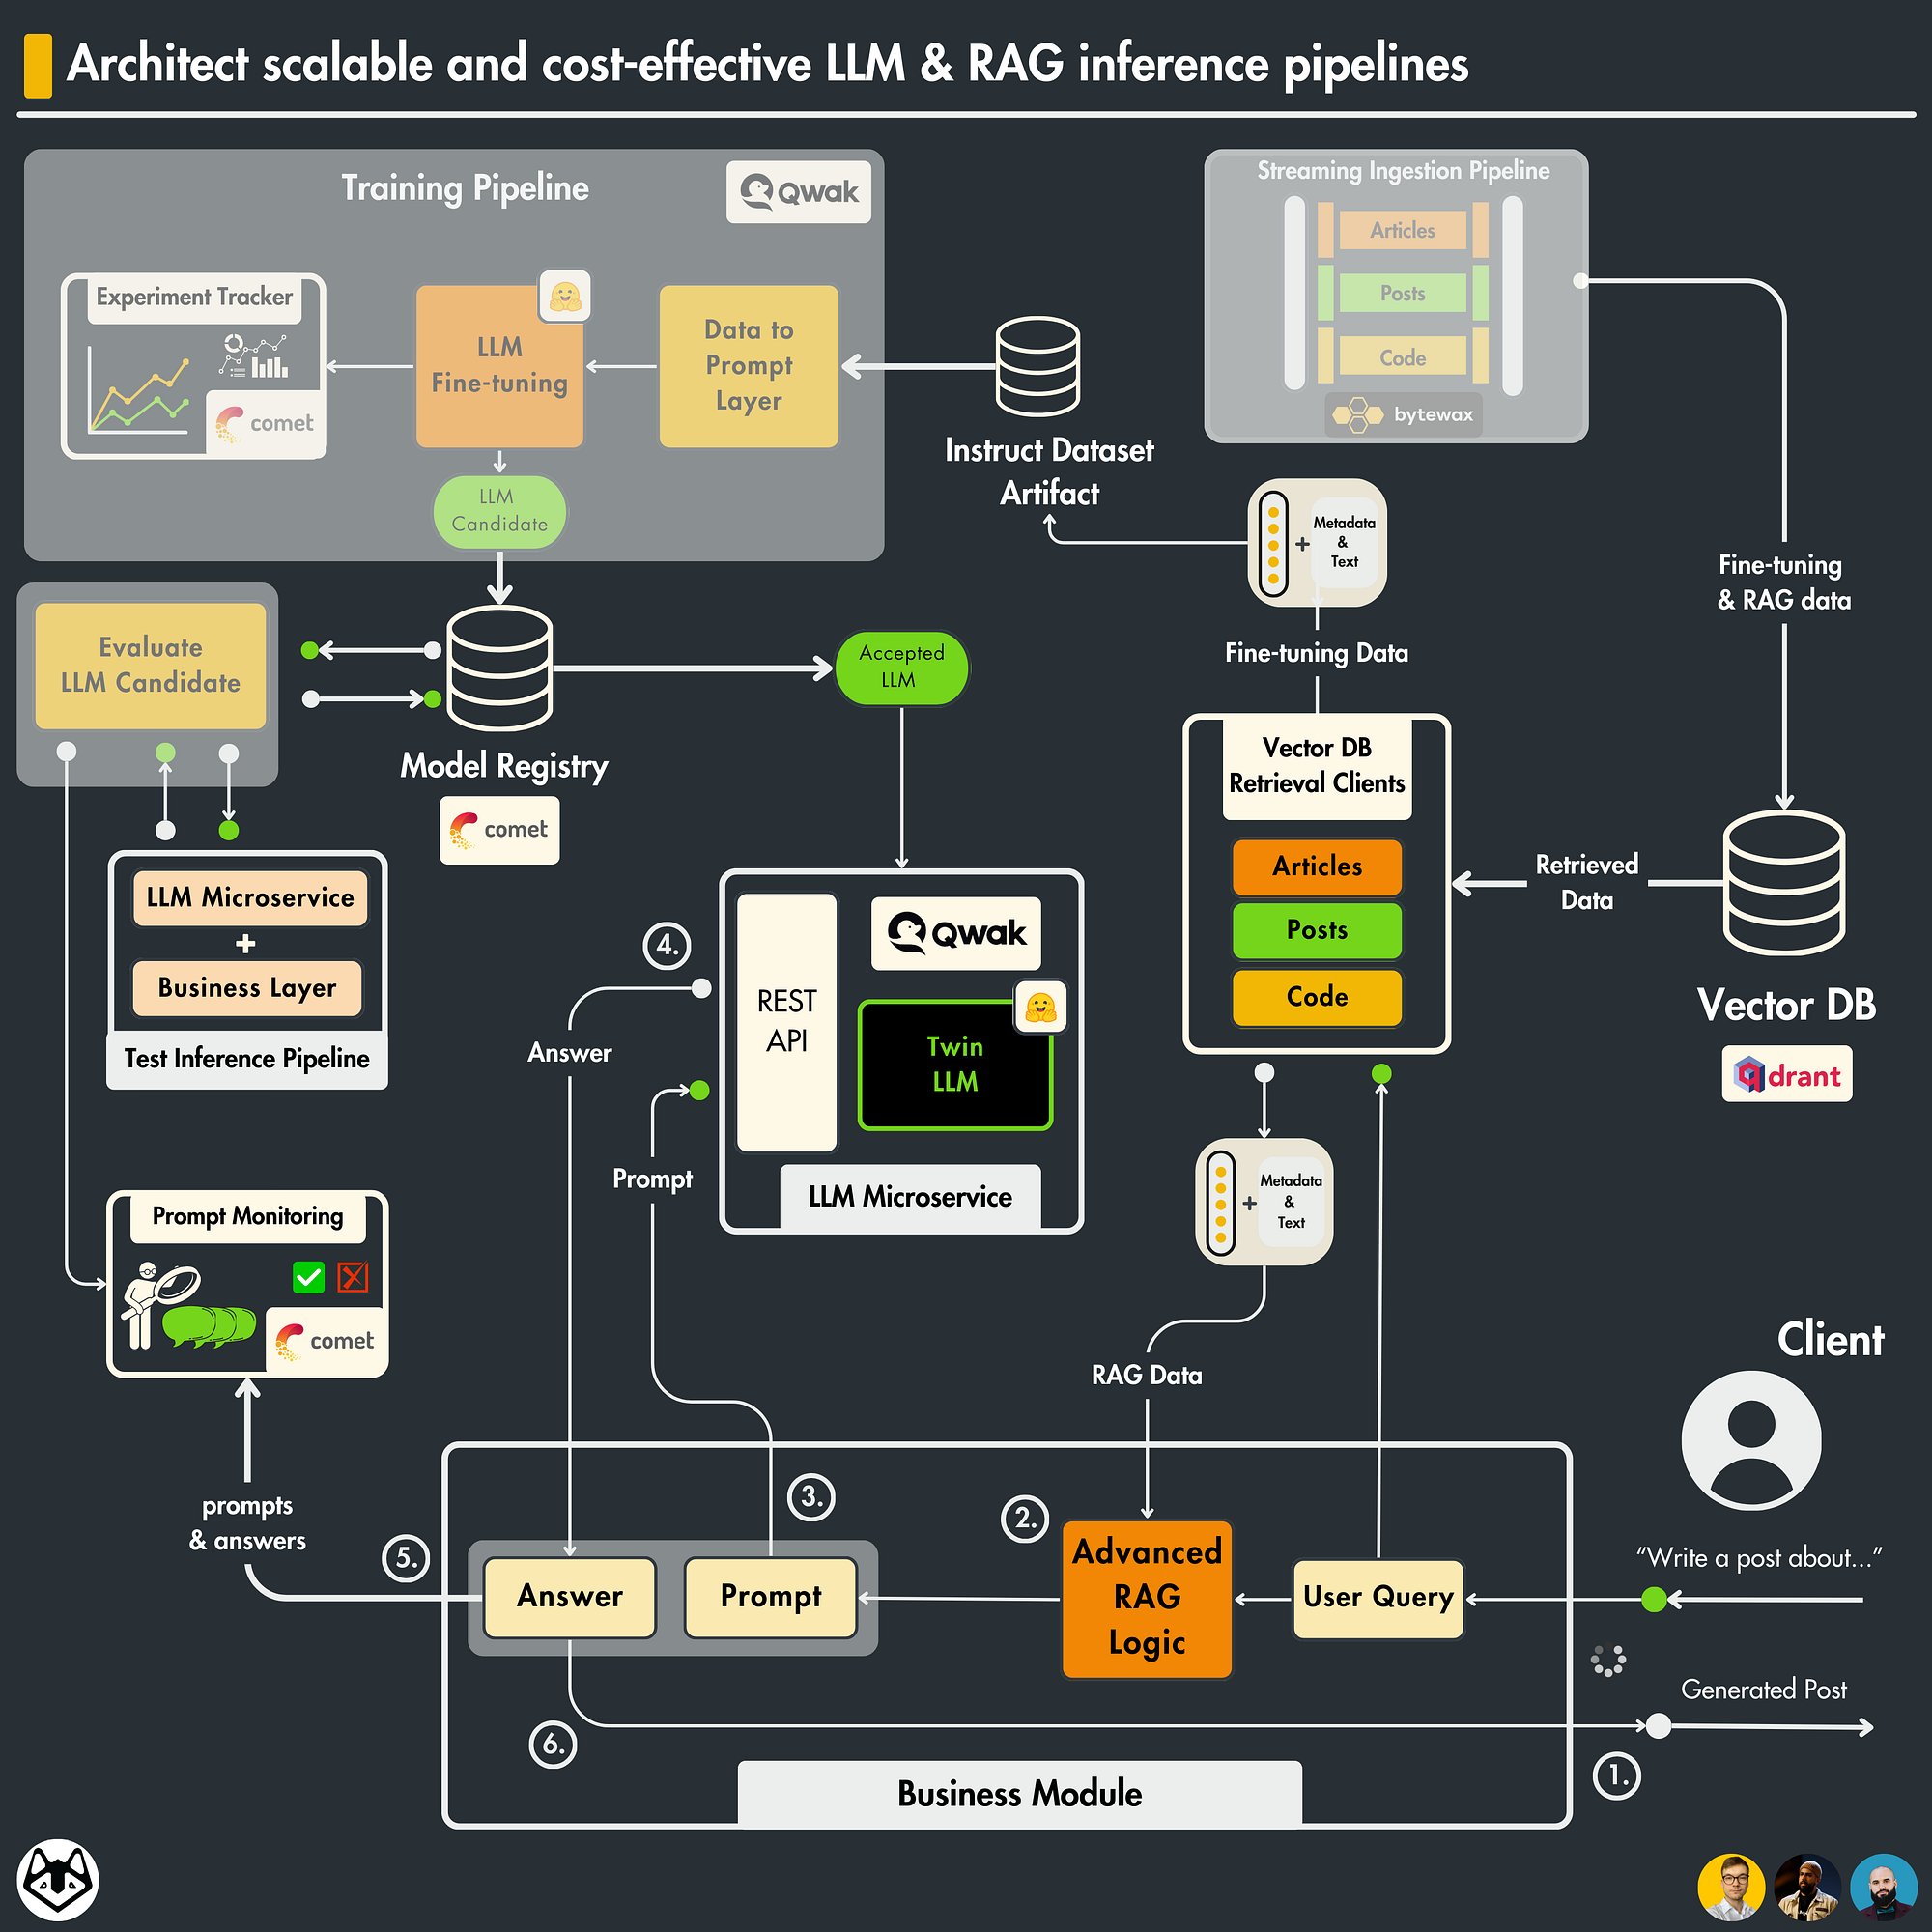 Architect scalable and cost-effective LLM & RAG inference pipelines
Training Pipeline
Qwak
Experiment Tracker
comet
LLM
Fine-tuning
Data to
Prompt
Layer
LLM
Candidate
Instruct Dataset
Artifact
Streaming Ingestion Pipeline
Articles
Posts
Code
bytewax
+
Metadata
&
Text
Fine-tuning
& RAG data
Fine-tuning Data
Evaluate
LLM Candidate
Model Registry
comet
Accepted
LLM
Vector DB
Retrieval Clients
Articles
Posts
Code
Retrieved
Data
Vector DB
qdrant
LLM Microservice
+
Business Layer
Test Inference Pipeline
4.
REST
API
Qwak
Twin
LLM
LLM Microservice
Answer
Prompt
+
Metadata
&
Text
RAG Data
Prompt Monitoring
comet
prompts
& answers
Client
"Write a post about..."
Generated Post
5.
3.
2.
Answer
Prompt
Advanced
RAG
Logic
User Query
6.
1.
Business Module